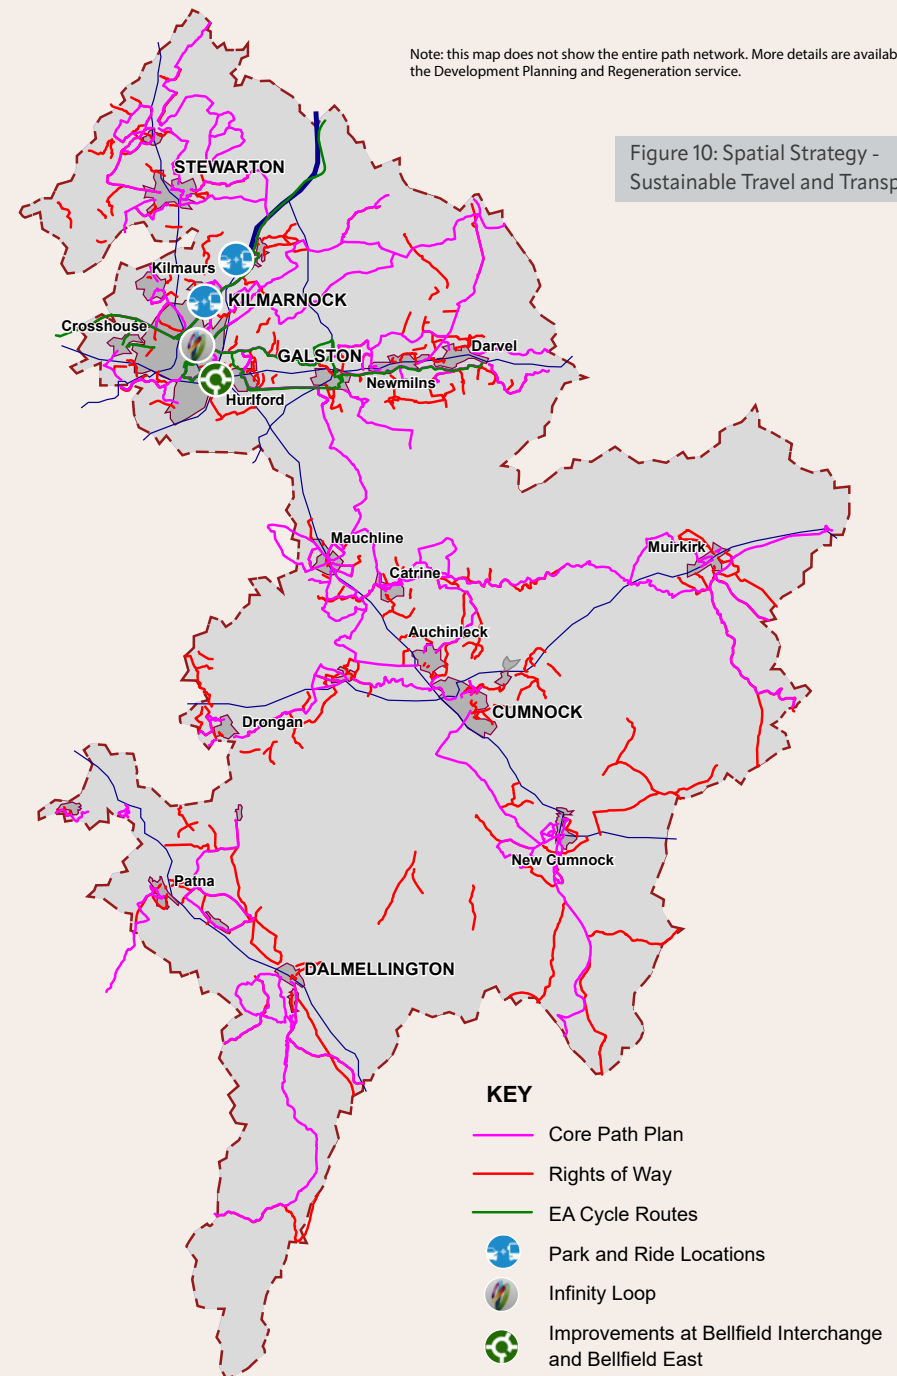 Note: this map does not show the entire path network. More details are availab
the Development Planning and Regeneration service.
Figure 10: Spatial Strategy -
Sustainable Travel and Transp
STEWARTON
Kilmaurs
KILMARNOCK
Crosshouse
GALSTON
Darvel
Newmilns
Hurlford
Mauchline
Muirkirk
Catrine
Auchinleck
CUMNOCK
Drongan
New Cumnock
Patna
DALMELLINGTON
KEY
Core Path Plan
Rights of Way
EA Cycle Routes
Park and Ride Locations
Infinity Loop
Improvements at Bellfield Interchange
and Bellfield East